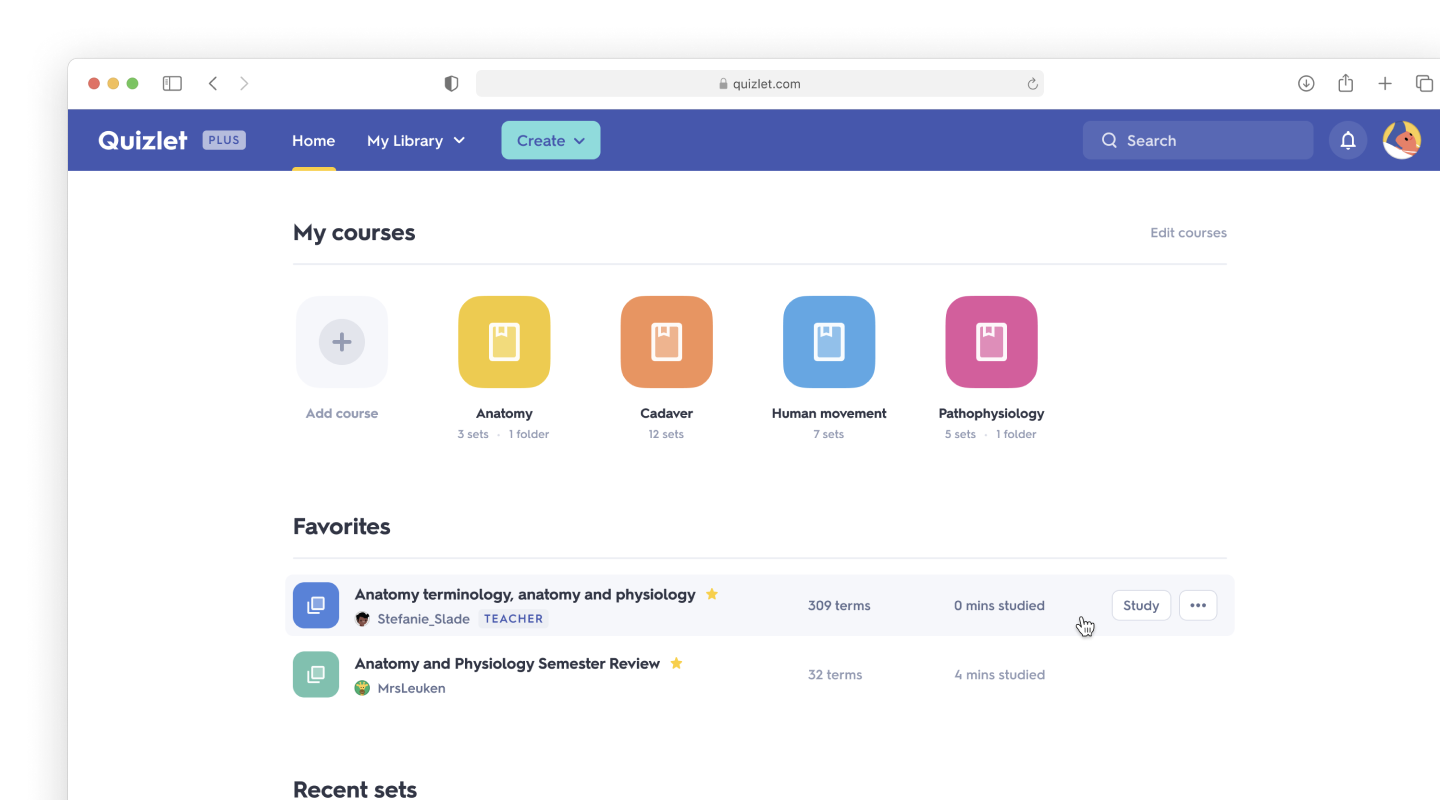 quizlet.com
Quizlet PLUS Home My Library Create Search
My courses Edit courses
Add course Anatomy Cadaver Human movement Pathophysiology
3 sets · 1 folder 12 sets 7 sets 5 sets · 1 folder
Favorites
Anatomy terminology, anatomy and physiology
309 terms 0 mins studied Study
Stefanie_Slade TEACHER
Anatomy and Physiology Semester Review
32 terms 4 mins studied
MrsLeuken
Recent sets